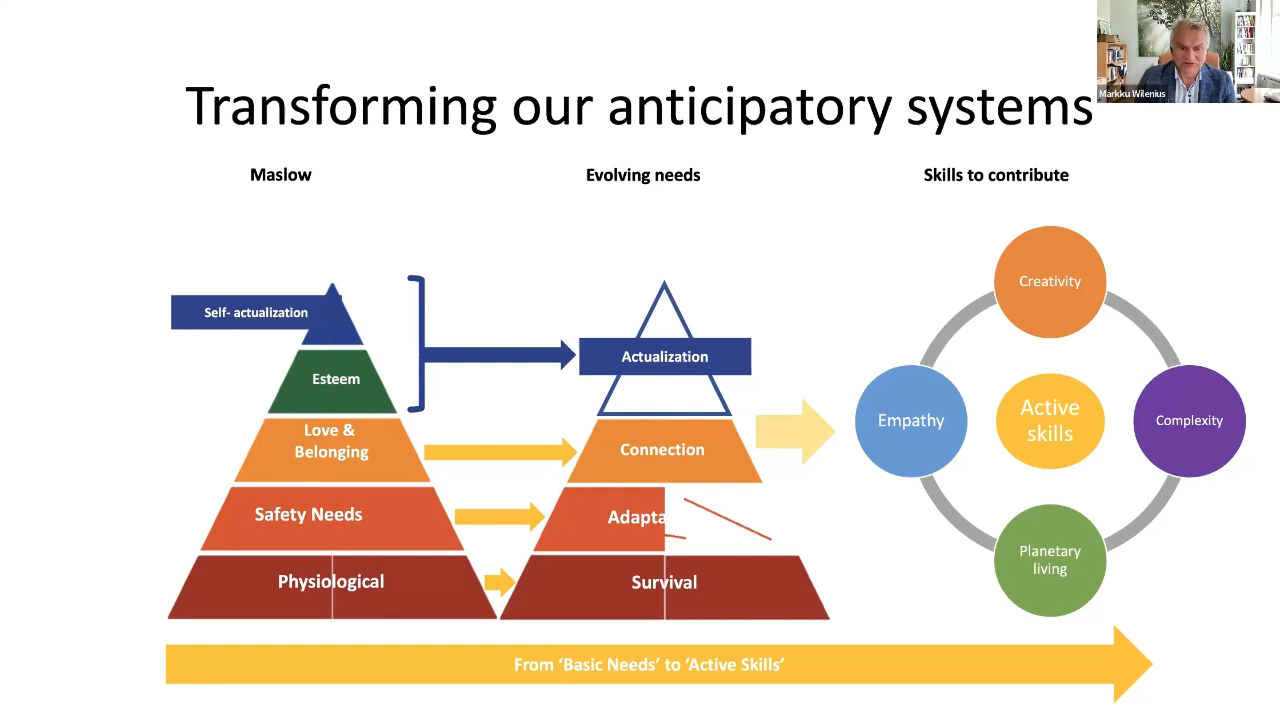 Markku Wilenius
Transforming our anticipatory systems
Maslow
Evolving needs
Skills to contribute
Self- actualization
Esteem
Love &
Belonging
Safety Needs
Physiological
Actualization
Connection
Adapta
Survival
Creativity
Empathy
Active
skills
Complexity
Planetary
living
From ‘Basic Needs’ to ‘Active Skills’